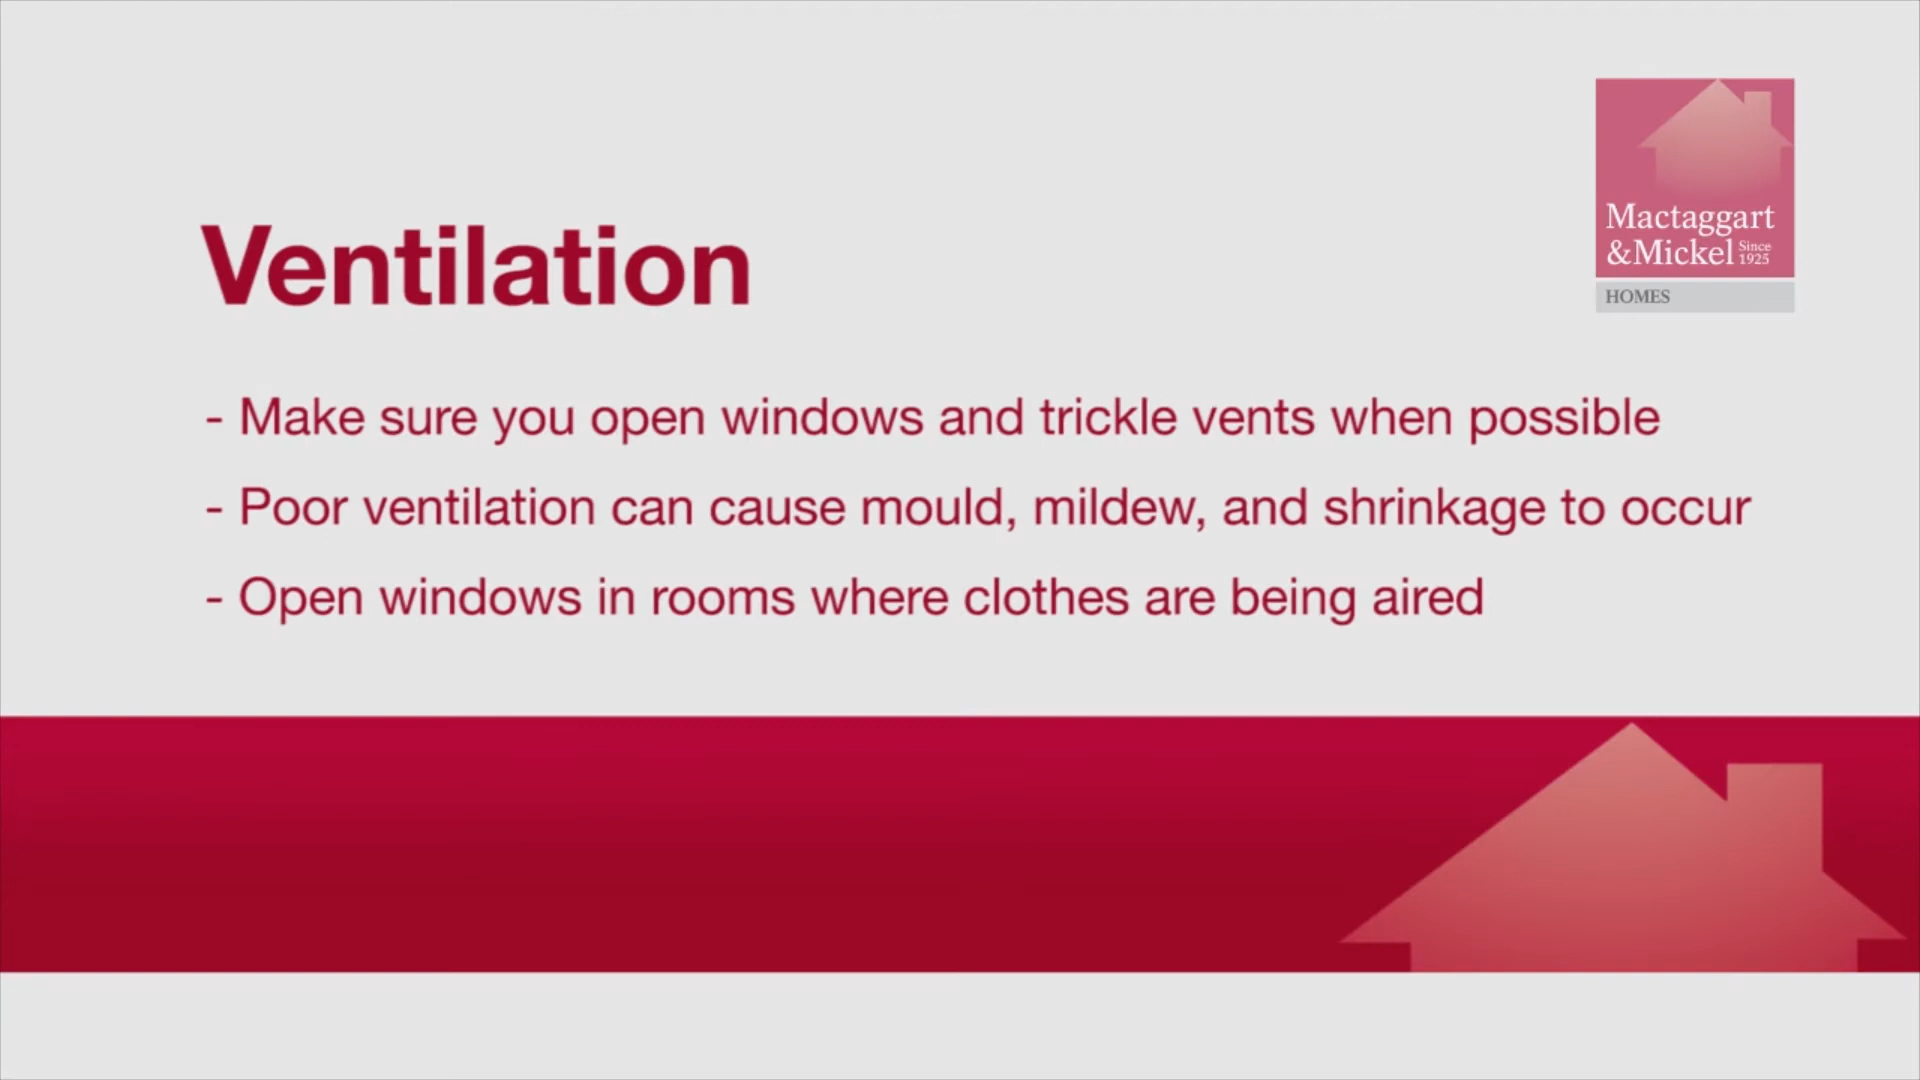 Mactaggart
&Mickel Since 1925
HOMES
Ventilation
- Make sure you open windows and trickle vents when possible
- Poor ventilation can cause mould, mildew, and shrinkage to occur
- Open windows in rooms where clothes are being aired